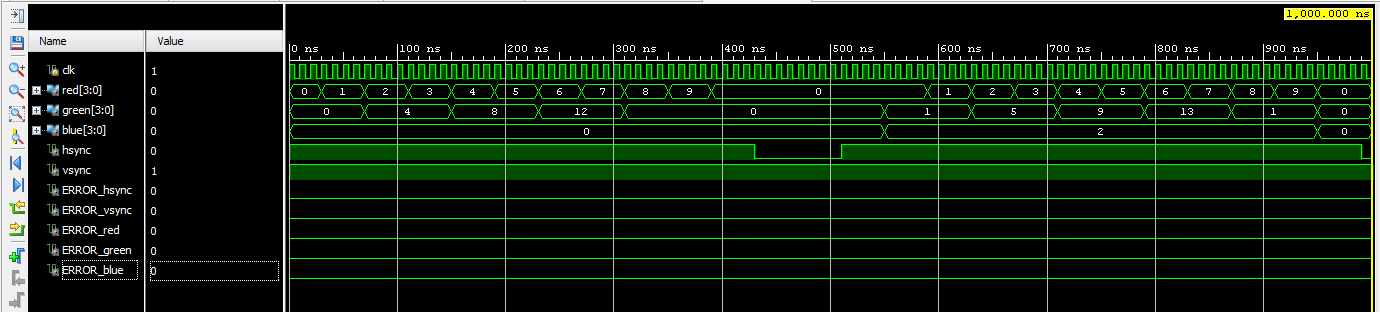 1,000.000 ns
Name Value
0 ns 100 ns 200 ns 300 ns 400 ns 500 ns 600 ns 700 ns 800 ns 900 ns
clk 1
red[3:0] 0 0 1 2 3 4 5 6 7 8 9 0 1 2 3 4 5 6 7 8 9 0
green[3:0] 0 0 4 8 12 0 1 5 9 13 1 0
blue[3:0] 0 0 2 0
hsync 0
vsync 1
ERROR_hsync 0
ERROR_vsync 0
ERROR_red 0
ERROR_green 0
ERROR_blue 0